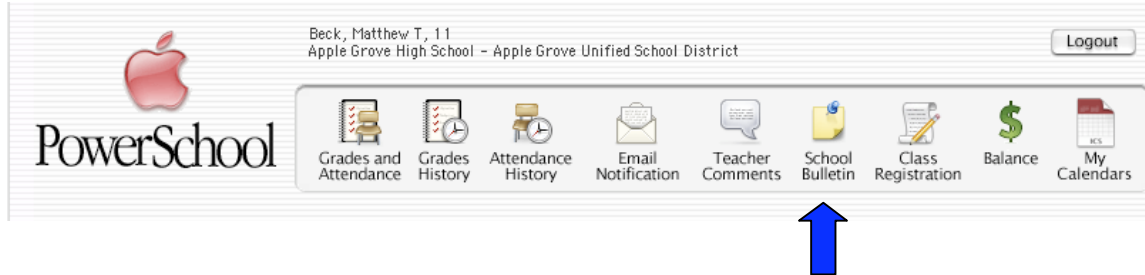 Beck, Matthew T, 11
Apple Grove High School - Apple Grove Unified School District
Logout
PowerSchool
Grades and Attendance
Grades History
Attendance History
Email Notification
Teacher Comments
School Bulletin
Class Registration
Balance
My Calendars
ICS